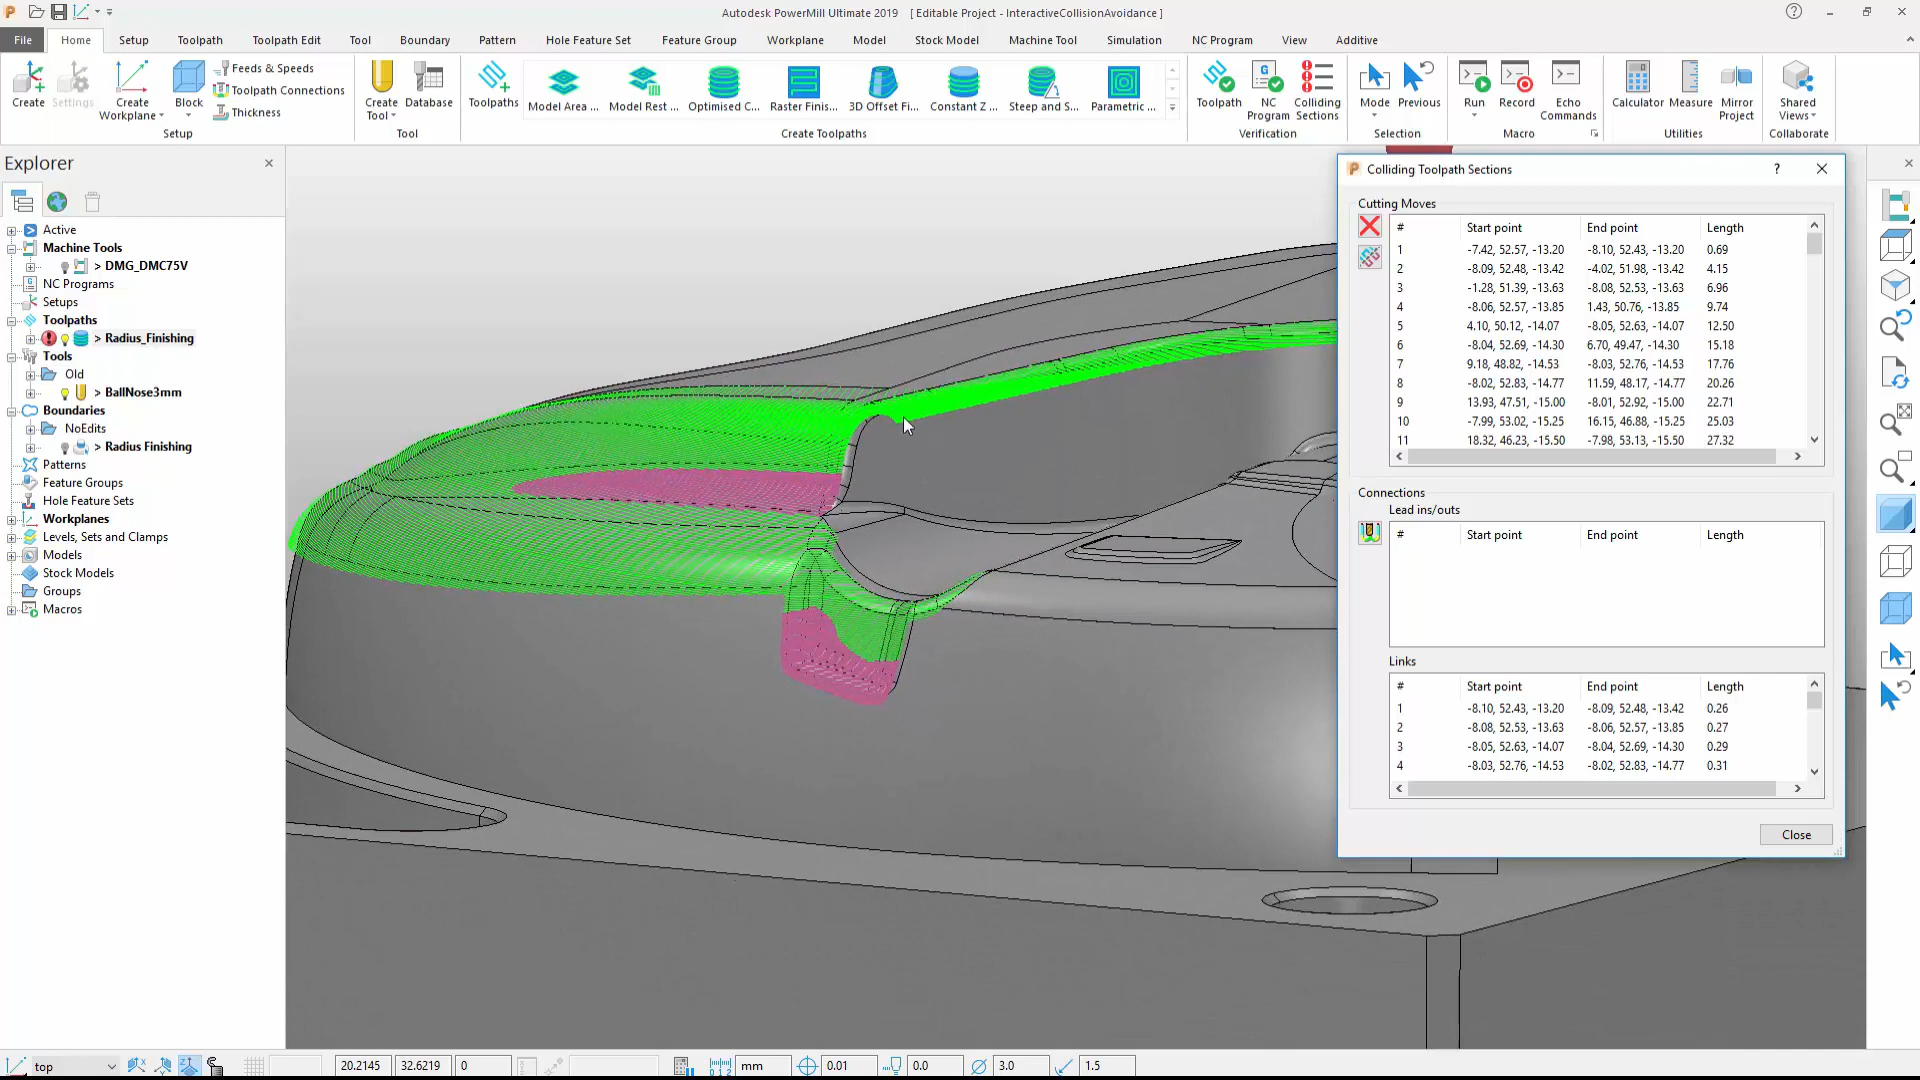 Autodesk PowerMill Ultimate 2019 [ Editable Project - InteractiveCollisionAvoidance ]
File Home Setup Toolpath Toolpath Edit Tool Boundary Pattern Hole Feature Set Feature Group Workplane Model Stock Model Machine Tool Simulation NC Program View Additive
Create Settings Create Workplane Block Feeds & Speeds Toolpath Connections Thickness
Setup
Create Tool Database
Tool
Toolpaths Model Area ... Model Rest ... Optimised C... Raster Finis... 3D Offset Fi... Constant Z ... Steep and S... Parametric ...
Create Toolpaths
Toolpath NC Program Colliding Sections
Verification
Mode Previous
Selection
Run Record Echo Commands
Macro
Calculator Measure Mirror Project
Utilities
Shared Views
Collaborate
Explorer
Active
Machine Tools
> DMG_DMC75V
NC Programs
Setups
Toolpaths
> Radius_Finishing
Tools
Old
> BallNose3mm
Boundaries
NoEdits
> Radius Finishing
Patterns
Feature Groups
Hole Feature Sets
Workplanes
Levels, Sets and Clamps
Models
Stock Models
Groups
Macros
Colliding Toolpath Sections ?
Cutting Moves
# Start point End point Length
1 -7.42, 52.57, -13.20 -8.10, 52.43, -13.20 0.69
2 -8.09, 52.48, -13.42 -4.02, 51.98, -13.42 4.15
3 -1.28, 51.39, -13.63 -8.08, 52.53, -13.63 6.96
4 -8.06, 52.57, -13.85 1.43, 50.76, -13.85 9.74
5 4.10, 50.12, -14.07 -8.05, 52.63, -14.07 12.50
6 -8.04, 52.69, -14.30 6.70, 49.47, -14.30 15.18
7 9.18, 48.82, -14.53 -8.03, 52.76, -14.53 17.76
8 -8.02, 52.83, -14.77 11.59, 48.17, -14.77 20.26
9 13.93, 47.51, -15.00 -8.01, 52.92, -15.00 22.71
10 -7.99, 53.02, -15.25 16.15, 46.88, -15.25 25.03
11 18.32, 46.23, -15.50 -7.98, 53.13, -15.50 27.32
Connections
Lead ins/outs
# Start point End point Length
Links
# Start point End point Length
1 -8.10, 52.43, -13.20 -8.09, 52.48, -13.42 0.26
2 -8.08, 52.53, -13.63 -8.06, 52.57, -13.85 0.27
3 -8.05, 52.63, -14.07 -8.04, 52.69, -14.30 0.29
4 -8.03, 52.76, -14.53 -8.02, 52.83, -14.77 0.31
Close
top 20.2145 32.6219 0 mm 0.01 0.0 3.0 1.5